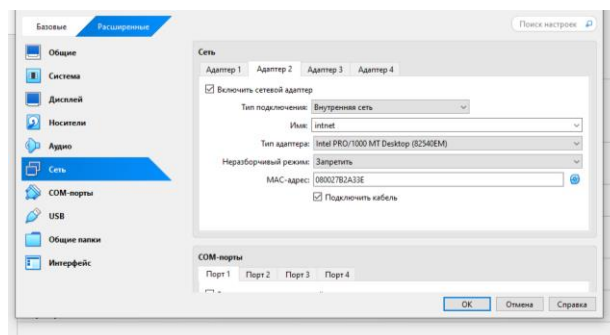 Базовые Расширенные Поиск настроек
Общие
Система
Дисплей
Носители
Аудио
Сеть
COM-порты
USB
Общие папки
Интерфейс
Сеть
Адаптер 1 Адаптер 2 Адаптер 3 Адаптер 4
Включить сетевой адаптер
Тип подключения: Внутренняя сеть
Имя: intnet
Тип адаптера: Intel PRO/1000 MT Desktop (82540EM)
Неразборчивый режим: Запретить
MAC-адрес: 080027B2A33E
Подключить кабель
COM-порты
Порт 1 Порт 2 Порт 3 Порт 4
OK Отмена Справка